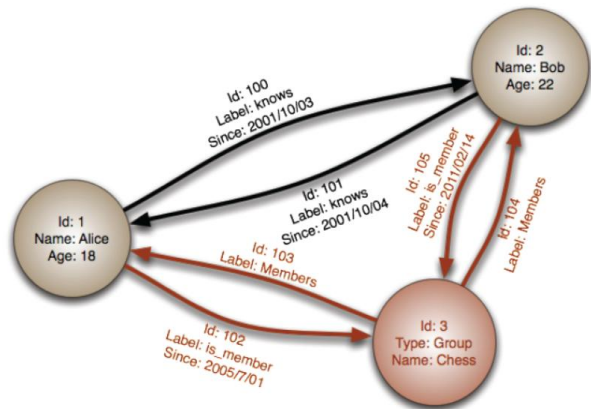 Id: 2
Name: Bob
Age: 22
Id: 100
Label: knows
Since: 2001/10/03
Id: 101
Label: knows
Since: 2001/10/04
Id: 105
Label: is_member
Since: 2011/02/14
Id: 104
Label: Members
Id: 1
Name: Alice
Age: 18
Id: 103
Label: Members
Id: 102
Label: is_member
Since: 2005/7/01
Id: 3
Type: Group
Name: Chess